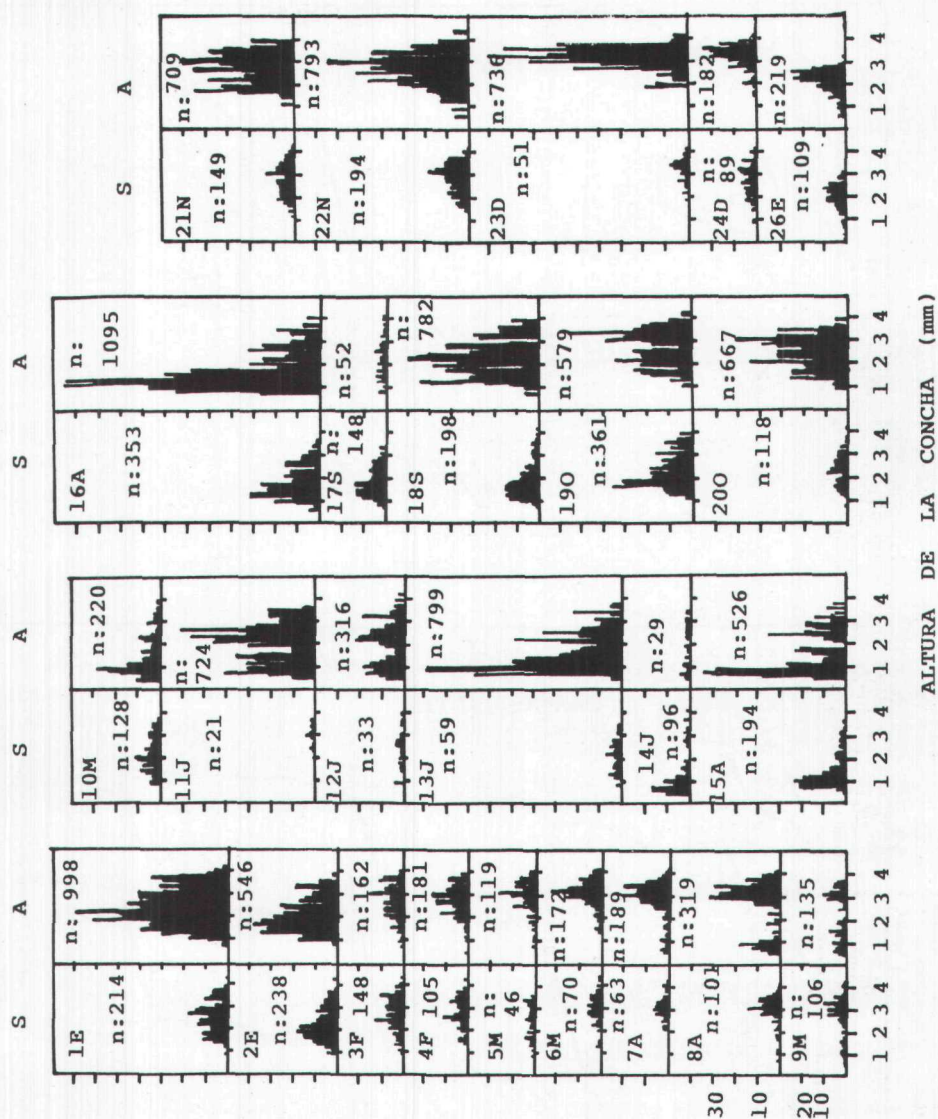 S A S A S A S A
1E n:214 n: 998
2E n:238 n:546
3F 148 n:162
4F 105 n:181
5M n: 46 n:119
6M n:70 n:172
7A n:63 n:189
8A n:101 n:319
9M n: 106 n:135
30
10
20
1 2 3 4 1 2 3 4
10M n:128 n:220
11J n:21 n: 724
12J n:33 n:316
13J n:59 n:799
14J n:96 n:29
15A n:194 n:526
1 2 3 4 1 2 3 4
16A n:353 n: 1095
17S n: 148 n:52
18S n:198 n: 782
19O n:361 n:579
20O n:118 n:667
1 2 3 4 1 2 3 4
21N n:149 n: 709
22N n:194 n:793
23D n:51 n:736
24D n: 89 n:182
26E n:109 n:219
1 2 3 4 1 2 3 4
ALTURA DE LA CONCHA (mm)